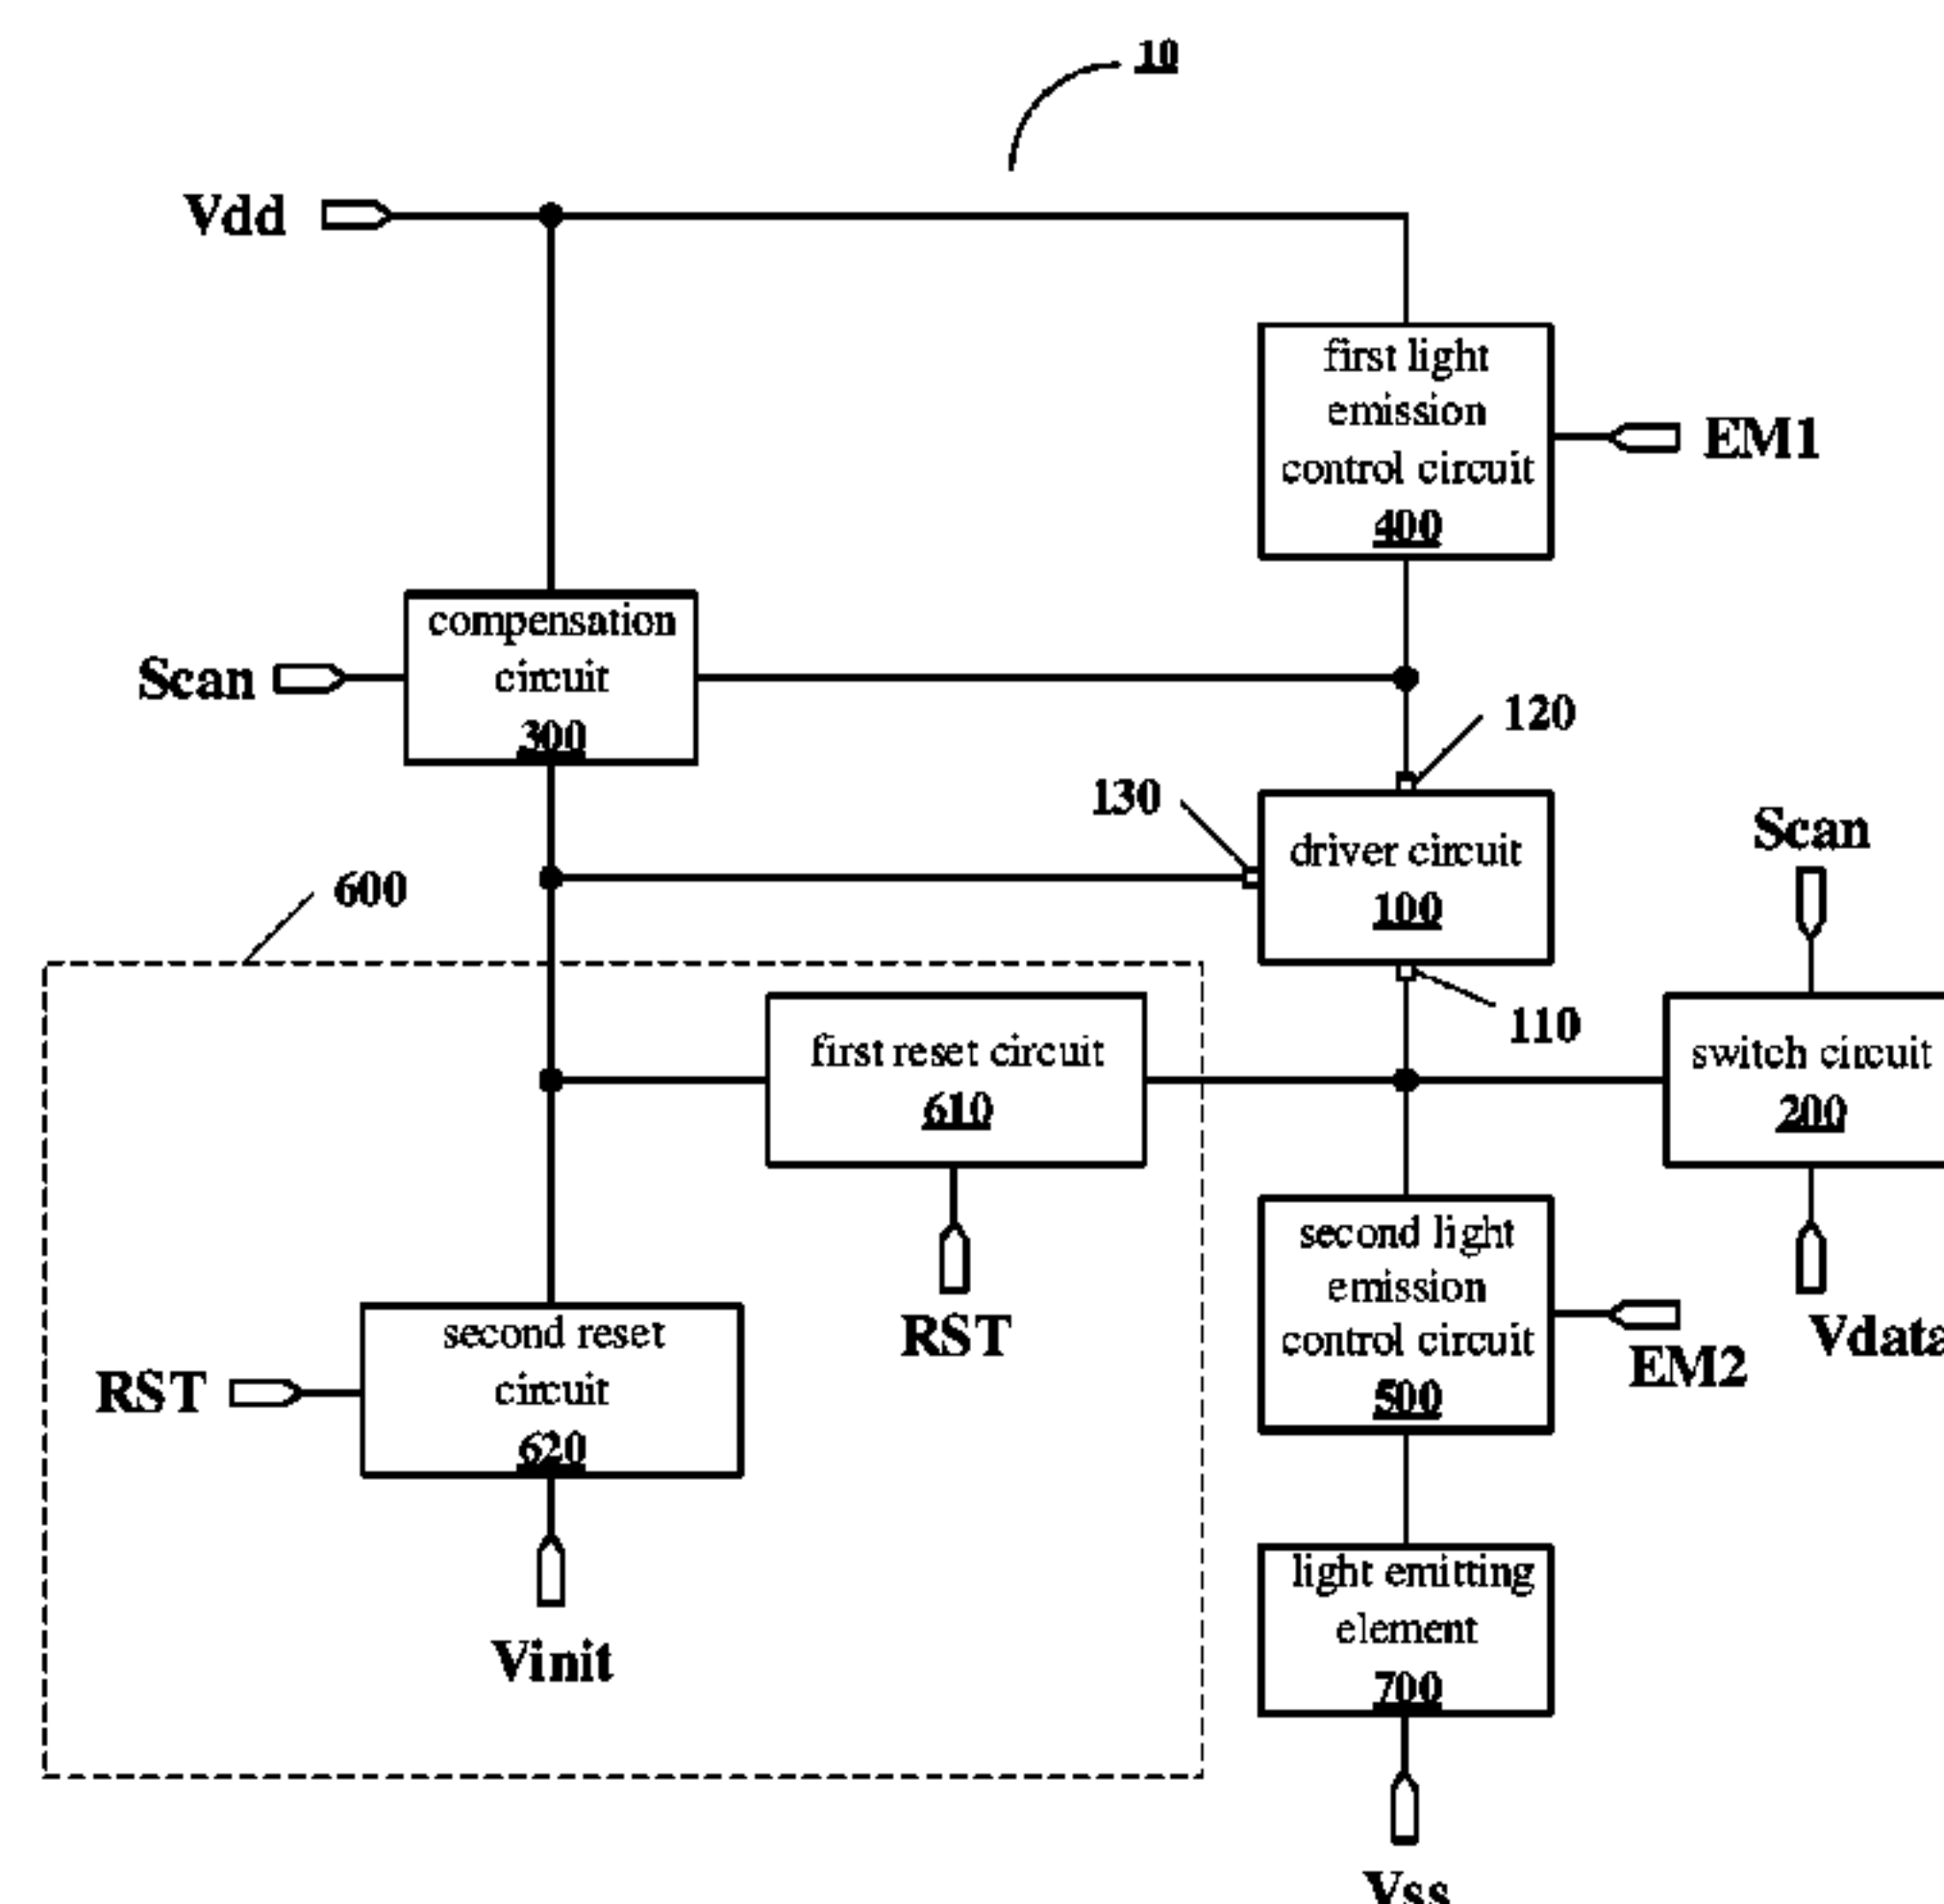 10
Vdd
first light
emission
control circuit
400
EM1
compensation
circuit
300
Scan
120
130
driver circuit
100
Scan
600
110
first reset circuit
610
switch circuit
200
RST
second light
emission
control circuit
500
EM2
Vdata
second reset
circuit
620
RST
Vinit
light emitting
element
700
Vss